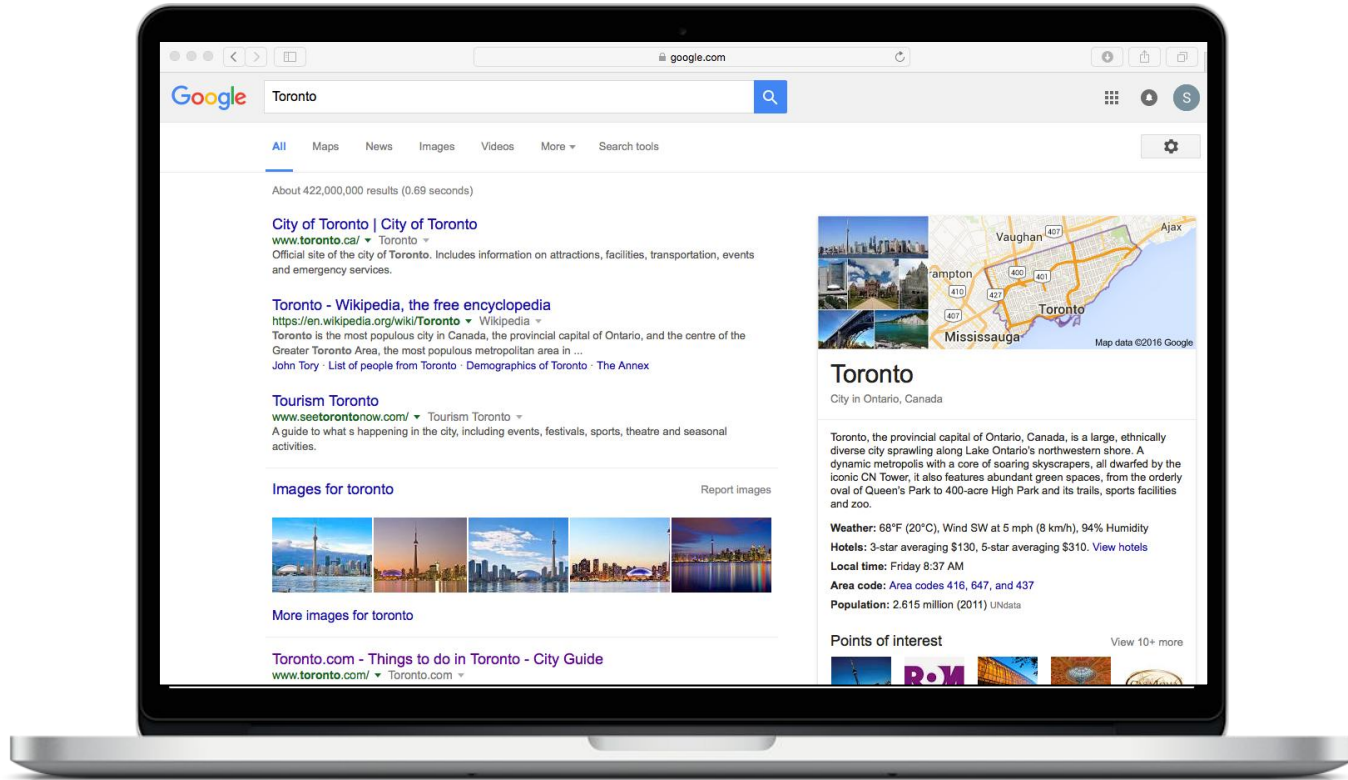 google.com
Google
Toronto
S
All Maps News Images Videos More Search tools
About 422,000,000 results (0.69 seconds)
City of Toronto | City of Toronto
www.toronto.ca/ Toronto
Official site of the city of Toronto. Includes information on attractions, facilities, transportation, events
and emergency services.
Toronto - Wikipedia, the free encyclopedia
https://en.wikipedia.org/wiki/Toronto Wikipedia
Toronto is the most populous city in Canada, the provincial capital of Ontario, and the centre of the
Greater Toronto Area, the most populous metropolitan area in ...
John Tory · List of people from Toronto · Demographics of Toronto · The Annex
Tourism Toronto
www.seetorontonow.com/ Tourism Toronto
A guide to what s happening in the city, including events, festivals, sports, theatre and seasonal
activities.
Images for toronto
Report images
More images for toronto
Toronto.com - Things to do in Toronto - City Guide
www.toronto.com/ Toronto.com
Vaughan 407 Ajax
rampton 400 401
410 427
407 Toronto
Mississauga
Map data ©2016 Google
Toronto
City in Ontario, Canada
Toronto, the provincial capital of Ontario, Canada, is a large, ethnically
diverse city sprawling along Lake Ontario's northwestern shore. A
dynamic metropolis with a core of soaring skyscrapers, all dwarfed by the
iconic CN Tower, it also features abundant green spaces, from the orderly
oval of Queen's Park to 400-acre High Park and its trails, sports facilities
and zoo.
Weather: 68°F (20°C), Wind SW at 5 mph (8 km/h), 94% Humidity
Hotels: 3-star averaging $130, 5-star averaging $310. View hotels
Local time: Friday 8:37 AM
Area code: Area codes 416, 647, and 437
Population: 2.615 million (2011) UNdata
Points of interest
View 10+ more
ROM